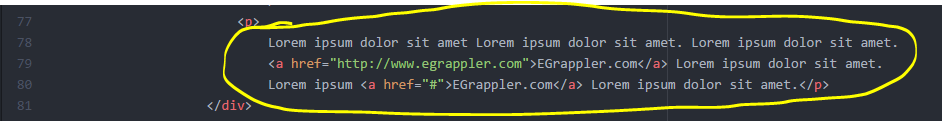 77 <p>
78 Lorem ipsum dolor sit amet Lorem ipsum dolor sit amet. Lorem ipsum dolor sit amet.
79 <a href="http://www.egrappler.com">EGrappler.com</a> Lorem ipsum dolor sit amet.
80 Lorem ipsum <a href="#">EGrappler.com</a> Lorem ipsum dolor sit amet.</p>
81 </div>